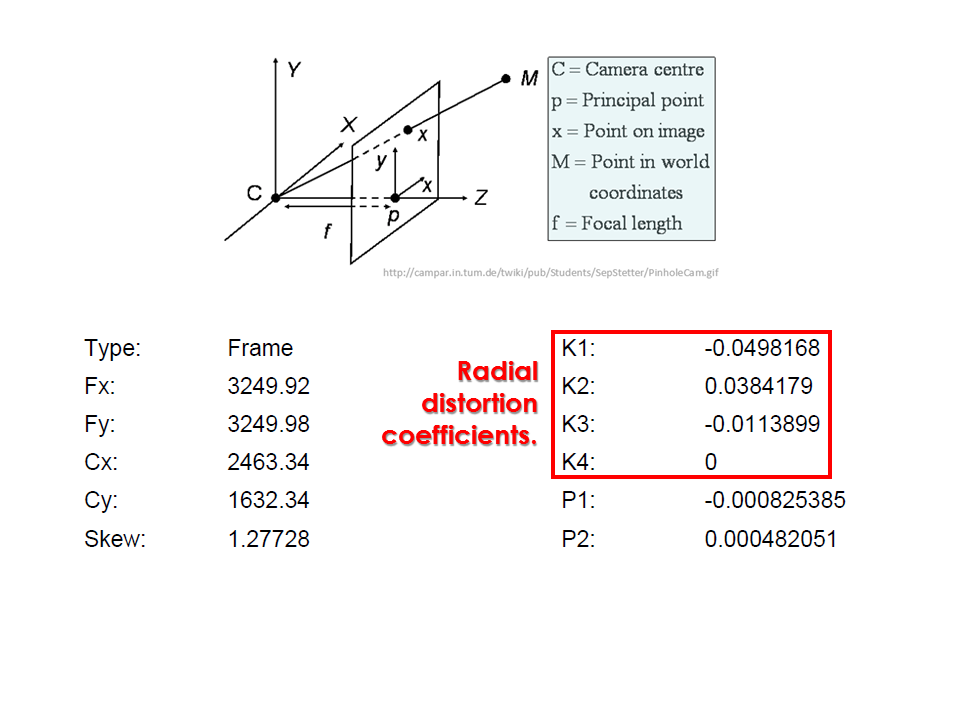 Y
M
X
x
y
x
C
Z
p
f
C = Camera centre
p = Principal point
x = Point on image
M = Point in world
coordinates
f = Focal length
http://campar.in.tum.de/twiki/pub/Students/SepStetter/PinholeCam.gif
Type: Frame
Fx: 3249.92
Fy: 3249.98
Cx: 2463.34
Cy: 1632.34
Skew: 1.27728
Radial
distortion
coefficients.
K1: -0.0498168
K2: 0.0384179
K3: -0.0113899
K4: 0
P1: -0.000825385
P2: 0.000482051